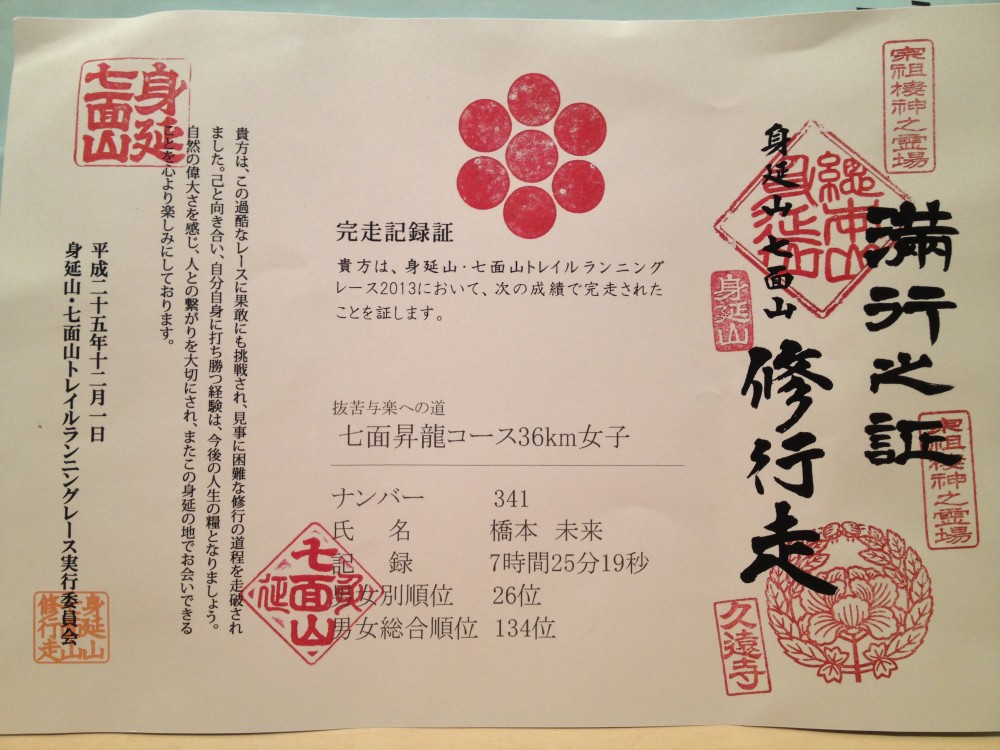 満行之証
身延山七面山
修行走
宗祖棲神之霊場
総本山
身延山
身延山
宗祖棲神之霊場
久遠寺
完走記録証
貴方は、身延山・七面山トレイルランニング
レース2013において、次の成績で完走された
ことを証します。
抜苦与楽への道
七面昇龍コース36km女子
ナンバー 341
氏 名 橋本 未来
記 録 7時間25分19秒
男女別順位 26位
男女総合順位 134位
七面山
身延
貴方は、この過酷なレースに果敢にも挑戦され、見事に困難な修行の道程を走破され
ました。己と向き合い、自分自身に打ち勝つ経験は、今後の人生の糧となりましょう。
自然の偉大さを感じ、人との繋がりを大切にされ、またこの身延の地でお会いできる
ことを心より楽しみにしております。
平成二十五年十二月一日
身延山・七面山トレイルランニングレース実行委員会
身延
七面山
身延山
修行走